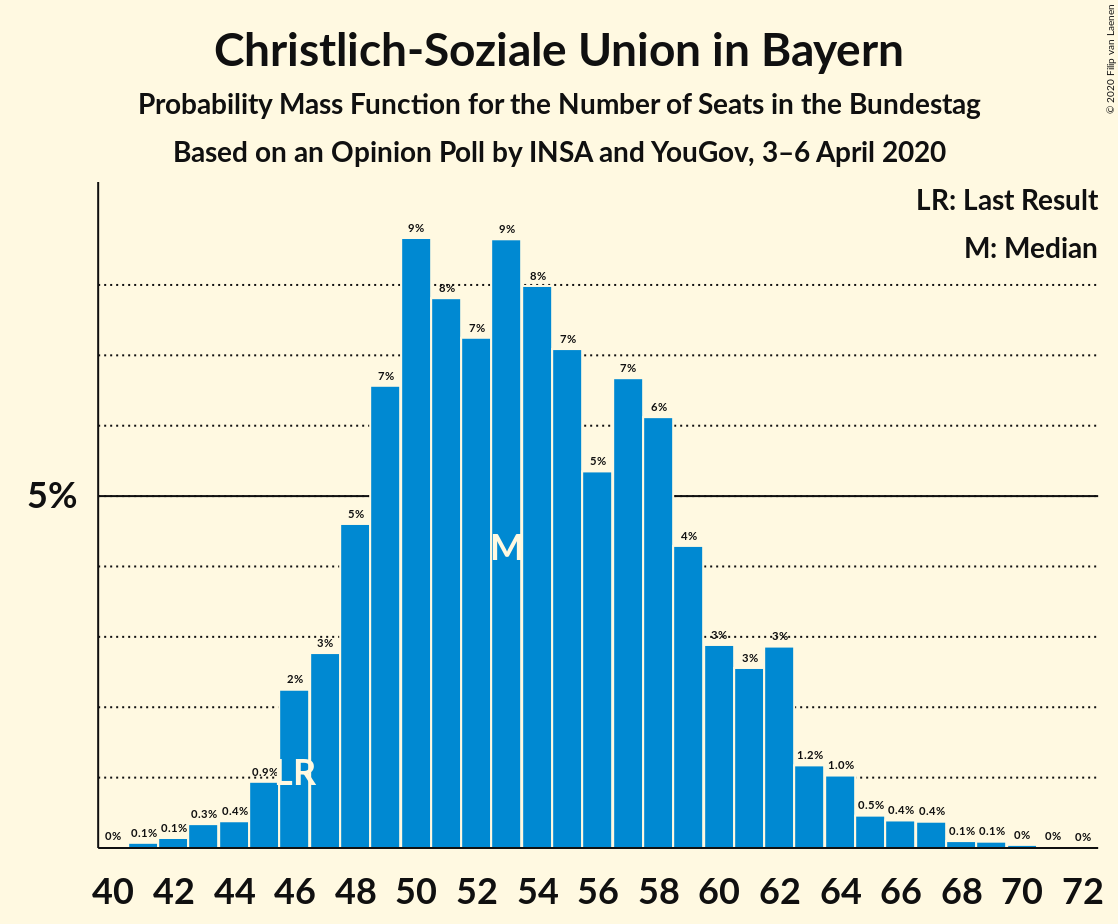 Christlich-Soziale Union in Bayern
Probability Mass Function for the Number of Seats in the Bundestag
Based on an Opinion Poll by INSA and YouGov, 3–6 April 2020
© 2020 Filip van Laenen
LR: Last Result
M: Median
5%
0% 0.1% 0.1% 0.3% 0.4% 0.9% 2% 3% 5% 7% 9% 8% 7% 9% 8% 7% 5% 7% 6% 4% 3% 3% 3% 1.2% 1.0% 0.5% 0.4% 0.4% 0.1% 0.1% 0% 0% 0%
M
LR
40 42 44 46 48 50 52 54 56 58 60 62 64 66 68 70 72